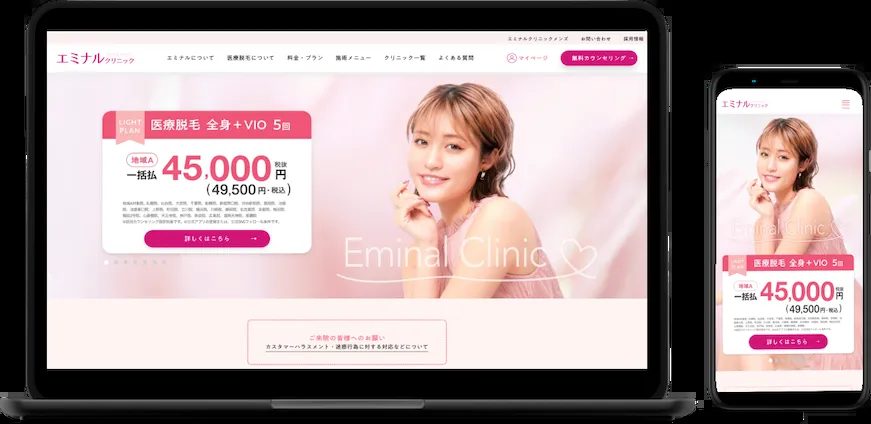 エミナルクリニックメンズ お問い合わせ 採用情報
エミナルクリニック
エミナルについて 医療脱毛について 料金・プラン 施術メニュー クリニック一覧 よくある質問 マイページ 無料カウンセリング →
LIGHT
PLAN
医療脱毛 全身+VIO 5回
地域A
一括払 45,000円 税抜
(49,500円・税込)
詳しくはこちら →
Eminal Clinic
ご来院の皆様へのお願い
カスタマーハラスメント・迷惑行為に対する対応などについて
エミナルクリニック
LIGHT
PLAN
医療脱毛 全身+VIO 5回
地域A
一括払 45,000円 税抜
(49,500円・税込)
詳しくはこちら →